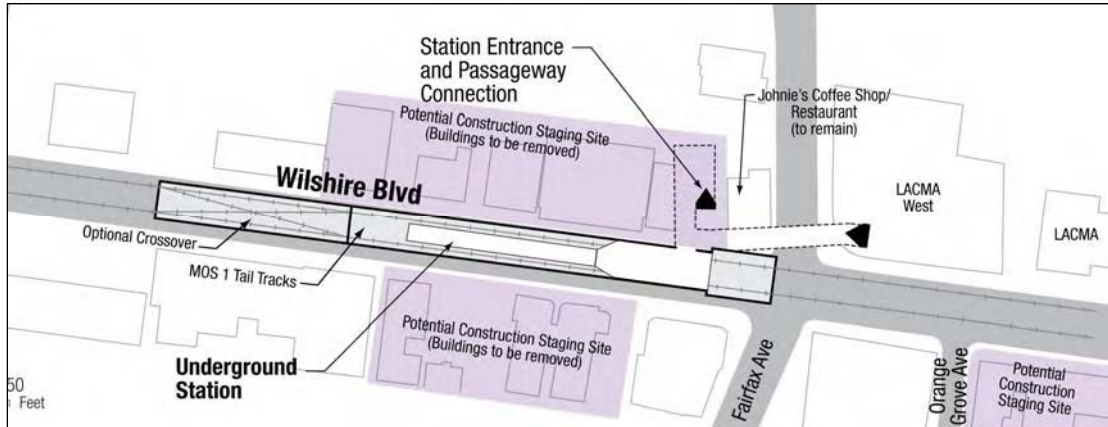 Station Entrance
and Passageway
Connection
Johnie's Coffee Shop/
Restaurant
(to remain)
Potential Construction Staging Site
(Buildings to be removed)
LACMA
West
LACMA
Wilshire Blvd
Optional Crossover
MOS 1 Tail Tracks
Potential Construction Staging Site
(Buildings to be removed)
Underground
Station
Fairfax Ave
Orange
Grove Ave
Potential
Construction
Staging Site
50
Feet